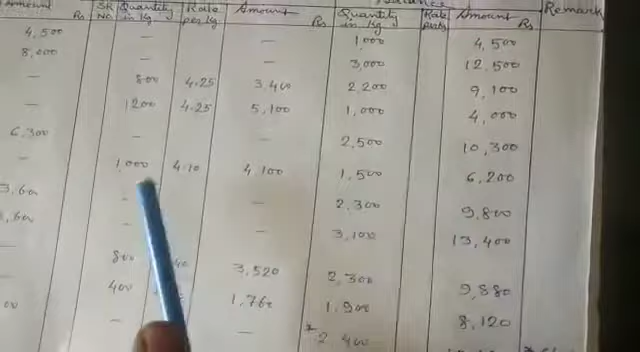 Balance
Amount Rs SR No. Quantity in Kg Rate per Kg Amount Rs Quantity in Kg Rate per Kg Amount Rs Remark
4,500 — — 1,000 4,500
8,000 — — 3,000 12,500
— 800 4.25 3,400 2,200 9,100
— 1200 4.25 5,100 1,000 4,000
6,300 — — 2,500 10,300
— 1,000 4.10 4,100 1,500 6,200
3,600 - — 2,300 9,800
,600 - — 3,100 13,400
— 800 40 3,520 2,300 9,880
400 1,760 1,900 8,120
00 — — 2 400